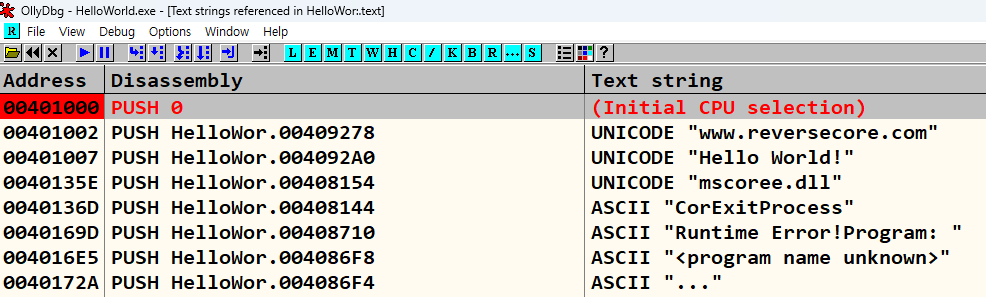 OllyDbg - HelloWorld.exe - [Text strings referenced in HelloWor:.text]
R File View Debug Options Window Help
L E M T W H C / K B R ... S ?
Address Disassembly Text string
00401000 PUSH 0 (Initial CPU selection)
00401002 PUSH HelloWor.00409278 UNICODE "www.reversecore.com"
00401007 PUSH HelloWor.004092A0 UNICODE "Hello World!"
0040135E PUSH HelloWor.00408154 UNICODE "mscoree.dll"
0040136D PUSH HelloWor.00408144 ASCII "CorExitProcess"
0040169D PUSH HelloWor.00408710 ASCII "Runtime Error!Program: "
004016E5 PUSH HelloWor.004086F8 ASCII "<program name unknown>"
0040172A PUSH HelloWor.004086F4 ASCII "..."